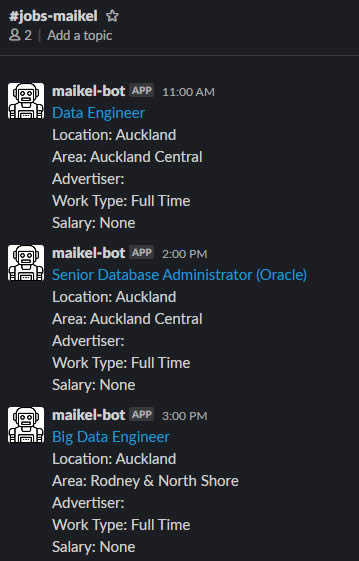 #jobs-maikel
2 | Add a topic
maikel-bot APP 11:00 AM
Data Engineer
Location: Auckland
Area: Auckland Central
Advertiser:
Work Type: Full Time
Salary: None
maikel-bot APP 2:00 PM
Senior Database Administrator (Oracle)
Location: Auckland
Area: Auckland Central
Advertiser:
Work Type: Full Time
Salary: None
maikel-bot APP 3:00 PM
Big Data Engineer
Location: Auckland
Area: Rodney & North Shore
Advertiser:
Work Type: Full Time
Salary: None